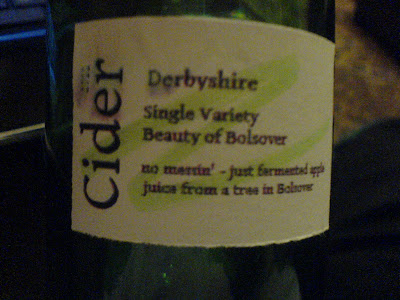 Cider
Derbyshire
Single Variety
Beauty of Bolsover
no messin' - just fermented apple
juice from a tree in Bolsover